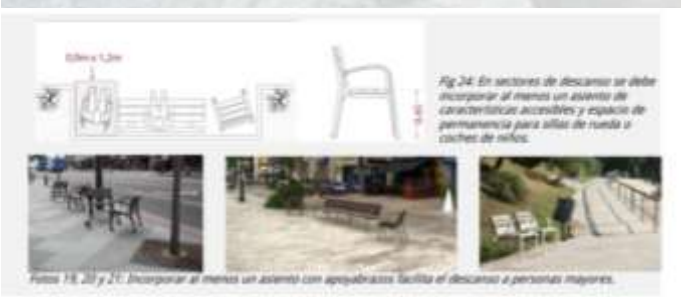 0,9m x 1,2m
Fig 24: En sectores de descanso se debe
incorporar al menos un asiento de
características accesibles y espacio de
permanencia para sillas de rueda o
coches de niños.
Fotos 19, 20 y 21: Incorporar al menos un asiento con apoyabrazos facilita el descanso a personas mayores.